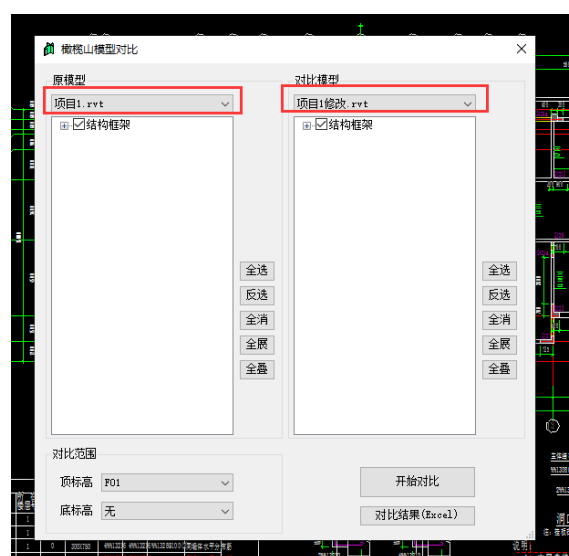 橄榄山模型对比
原模型
对比模型
项目1.rvt
项目1修改.rvt
结构框架
结构框架
全选
全选
反选
反选
全消
全消
全展
全展
全叠
全叠
对比范围
顶标高 F01
开始对比
底标高 无
对比结果(Excel)